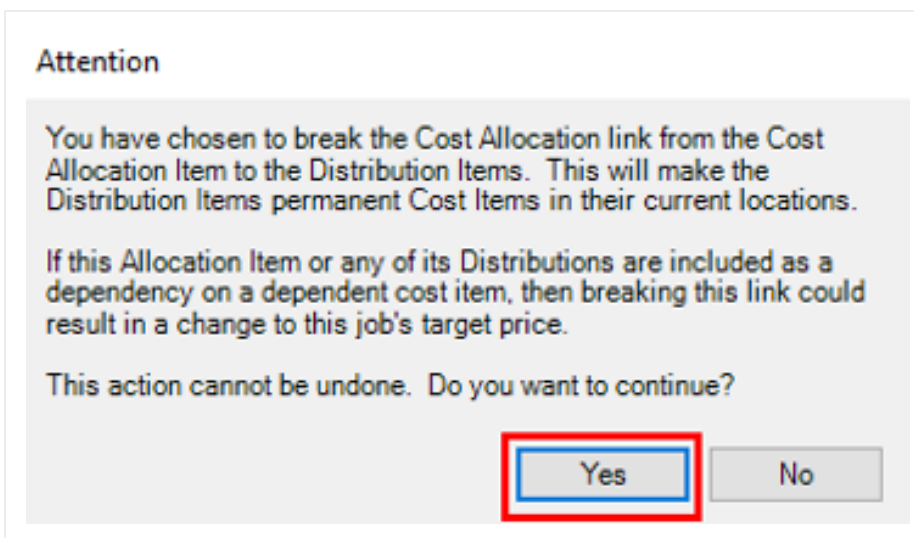 Attention
You have chosen to break the Cost Allocation link from the Cost
Allocation Item to the Distribution Items.  This will make the
Distribution Items permanent Cost Items in their current locations.
If this Allocation Item or any of its Distributions are included as a
dependency on a dependent cost item, then breaking this link could
result in a change to this job's target price.
This action cannot be undone.  Do you want to continue?
Yes
No